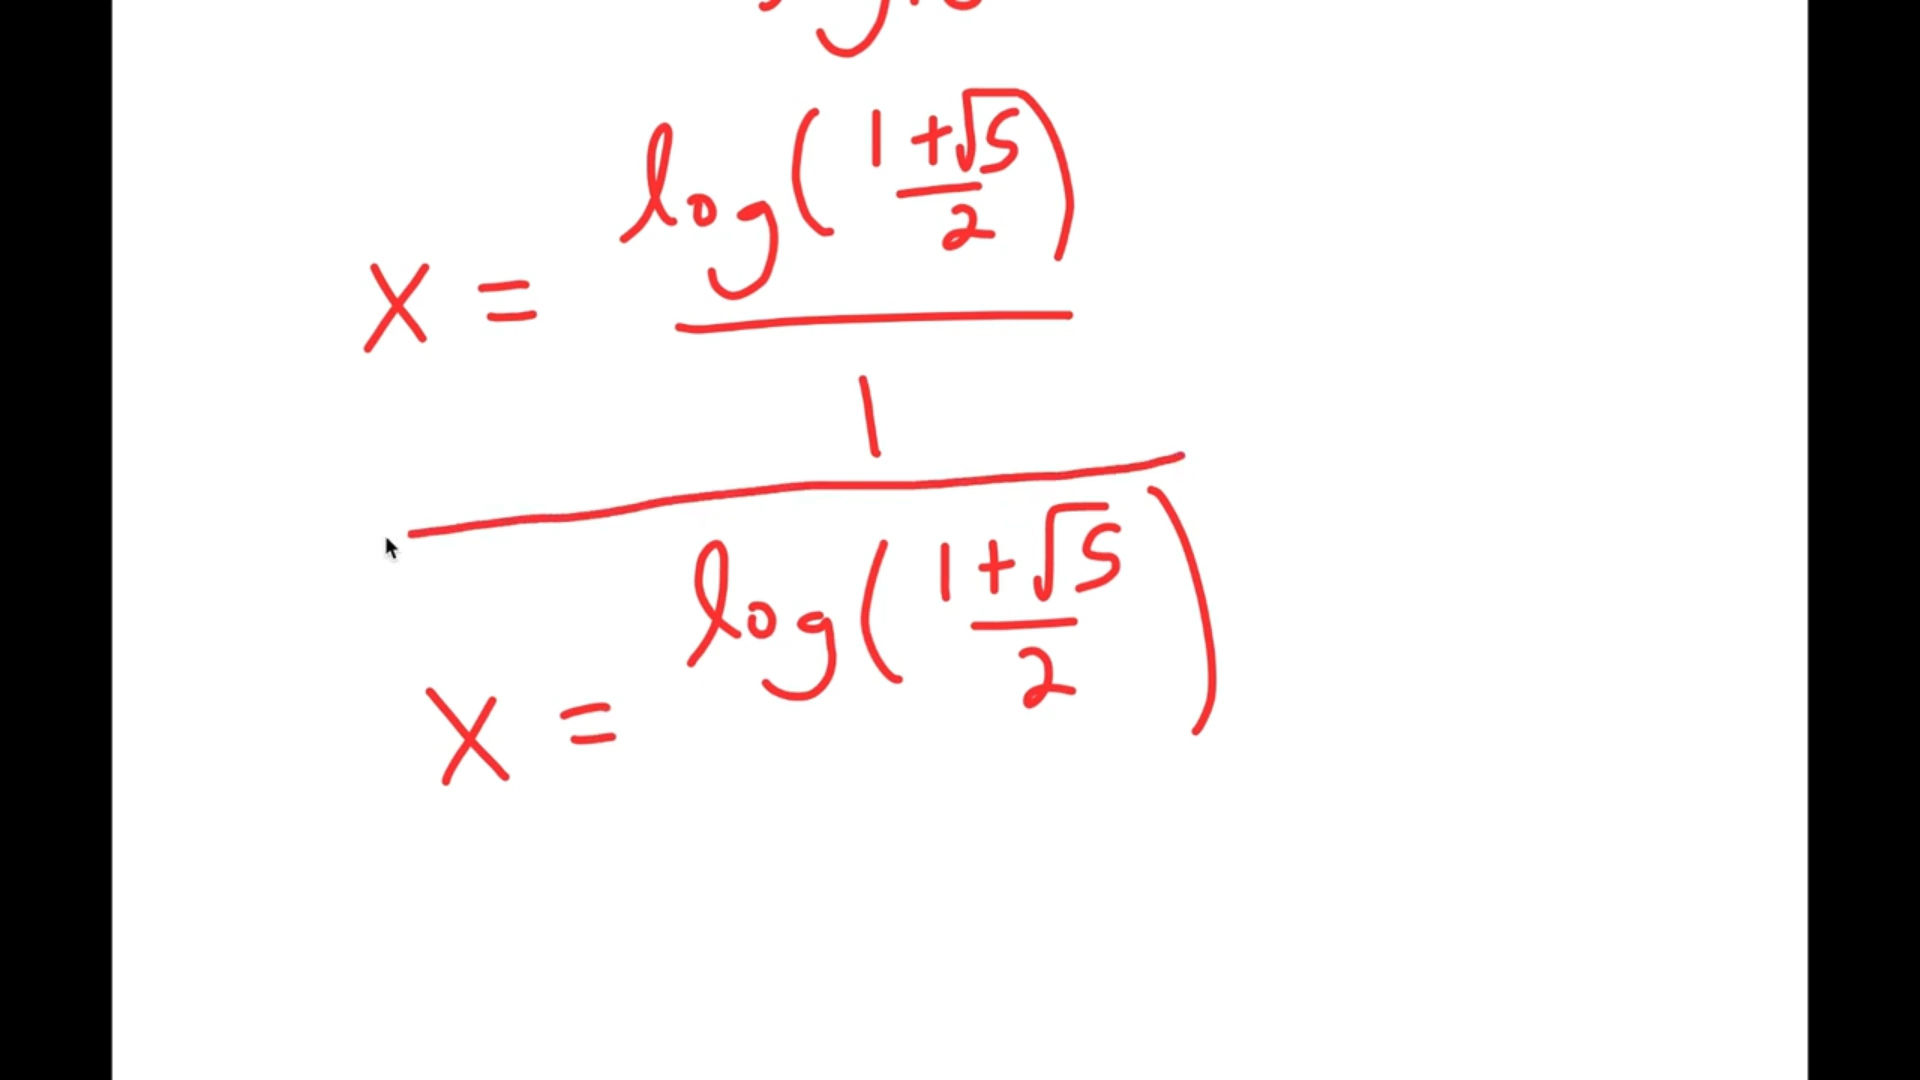 x = log((1+√5)/2) / 1
x = log((1+√5)/2)